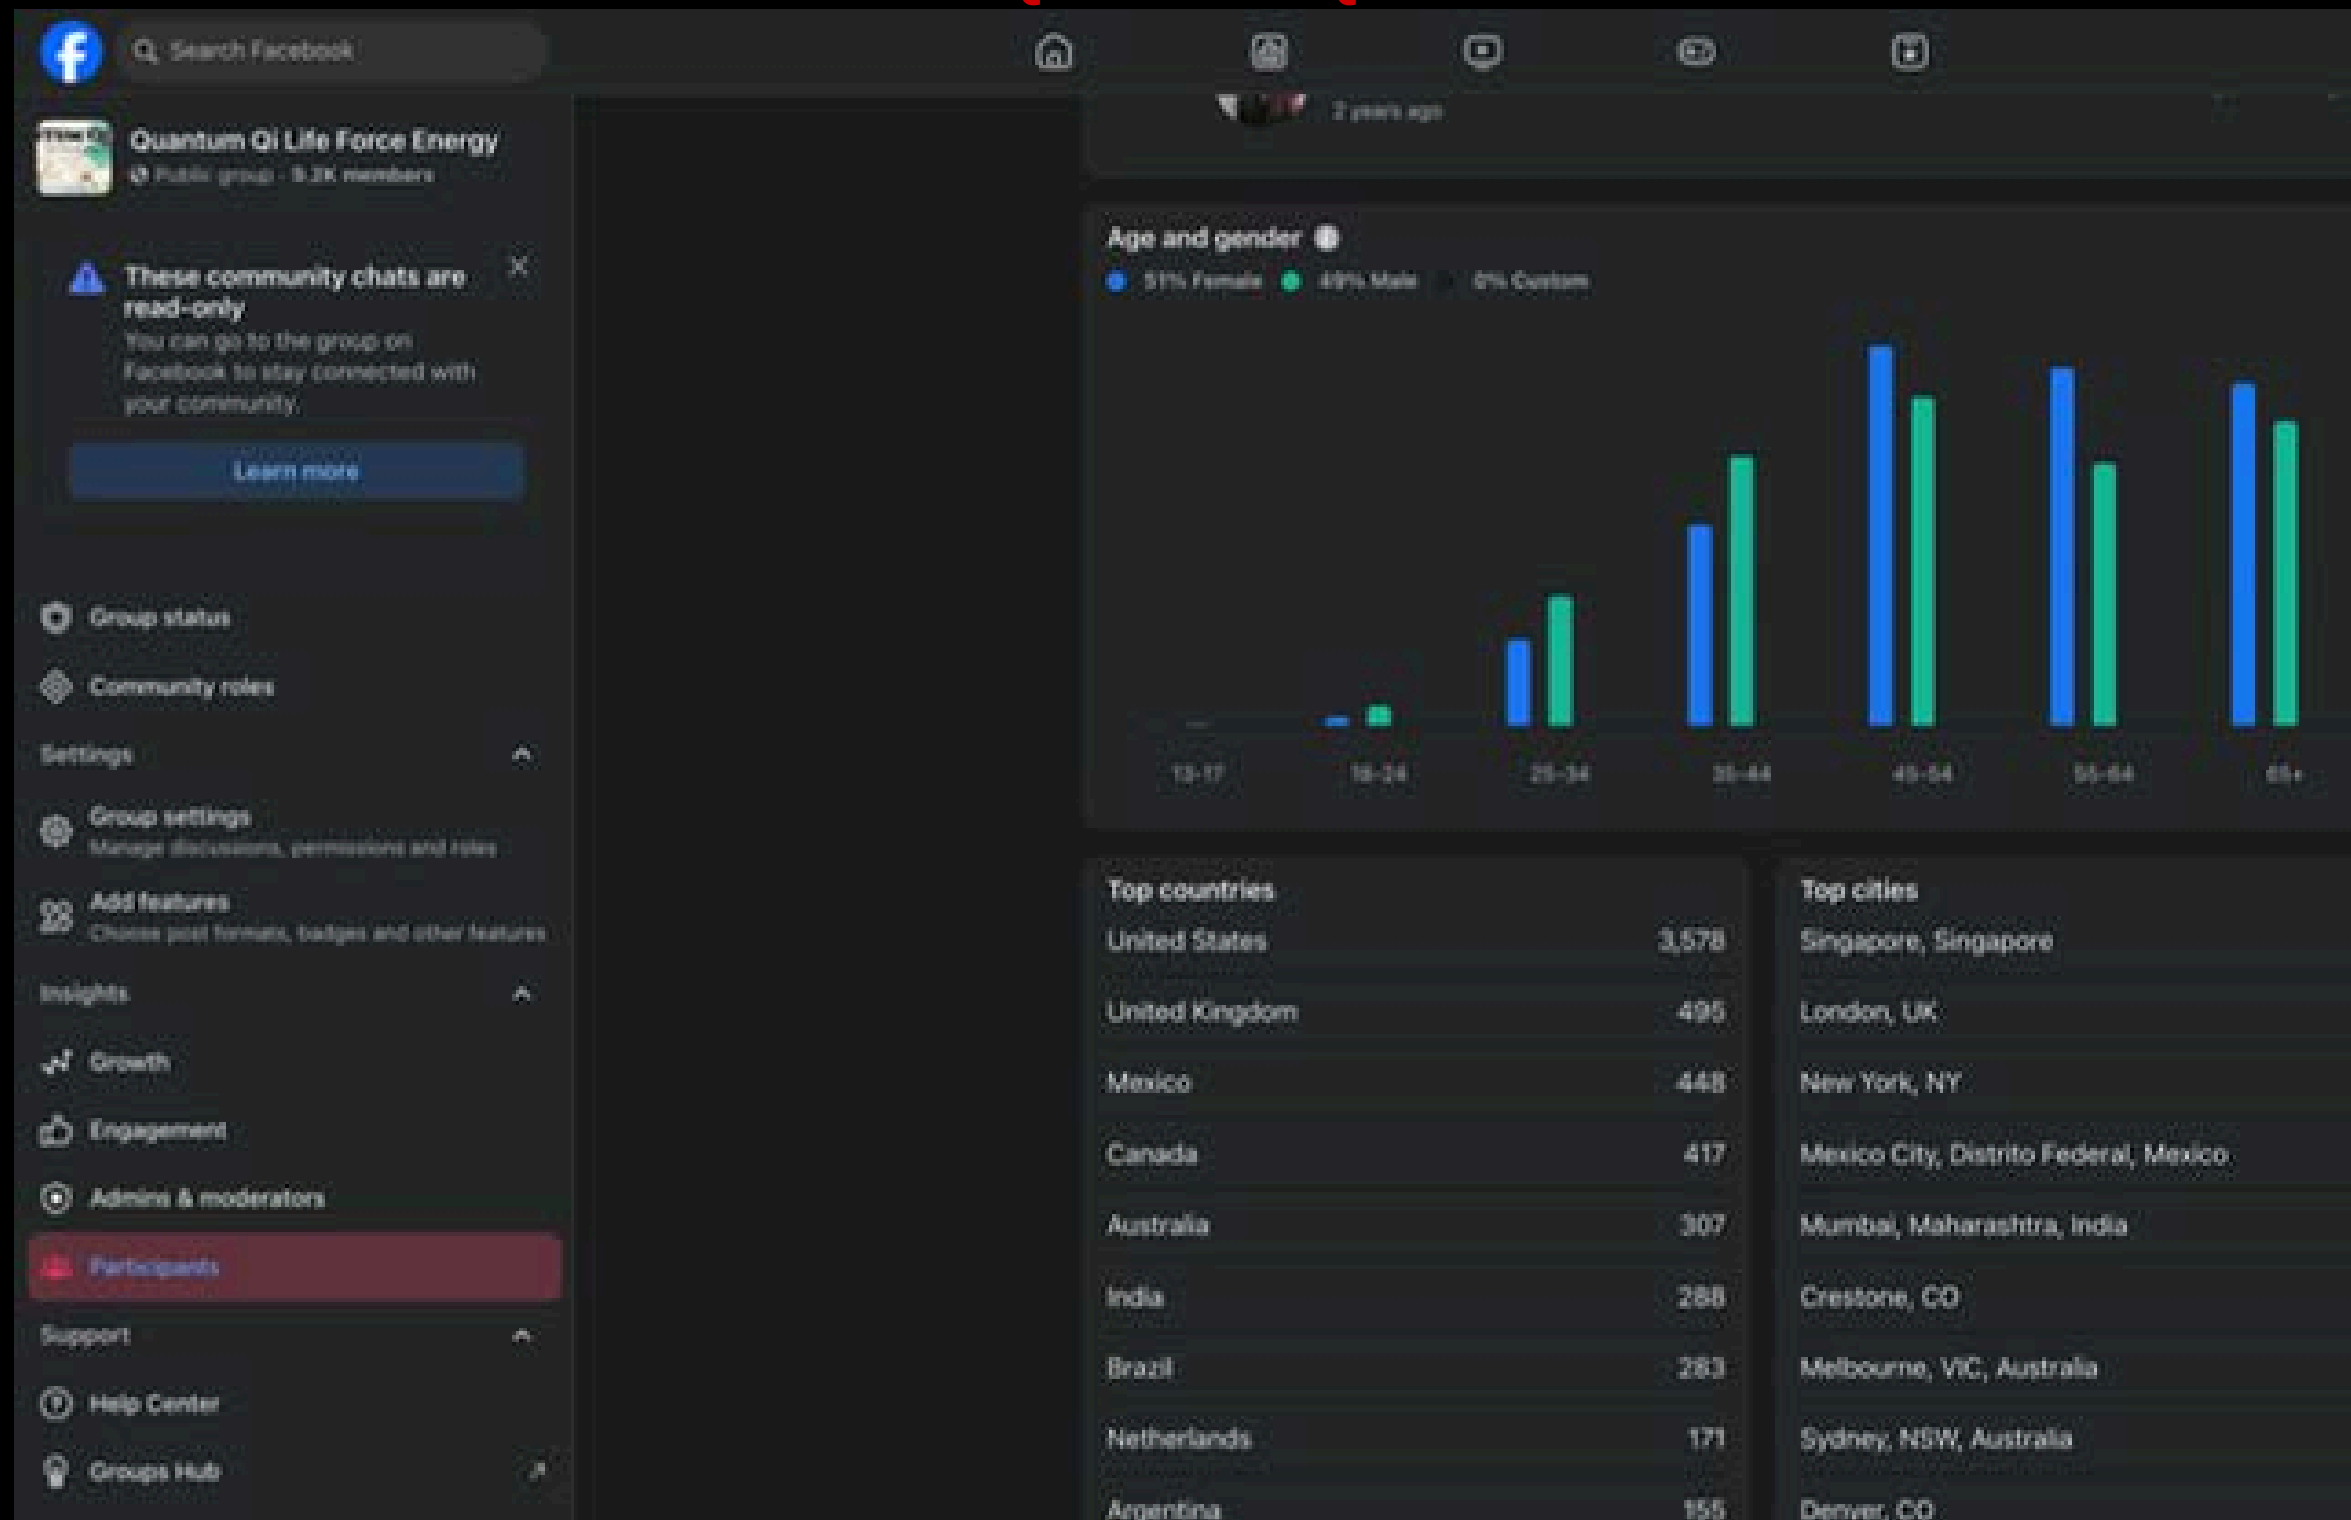 Search Facebook
2 years ago
Quantum Qi Life Force Energy
Public group · 9.2K members
These community chats are
read-only
You can go to the group on
Facebook to stay connected with
your community.
Learn more
Group status
Community roles
Settings
Group settings
Manage discussions, permissions and roles
Add features
Choose post formats, badges and other features
Insights
Growth
Engagement
Admins & moderators
Participants
Support
Help Center
Groups Hub
Age and gender
51% Female 49% Male 0% Custom
13-17 18-24 25-34 35-44 45-54 55-64 65+
Top countries
United States 3,578
United Kingdom 495
Mexico 448
Canada 417
Australia 307
India 288
Brazil 283
Netherlands 171
Argentina 155
Top cities
Singapore, Singapore
London, UK
New York, NY
Mexico City, Distrito Federal, Mexico
Mumbai, Maharashtra, India
Crestone, CO
Melbourne, VIC, Australia
Sydney, NSW, Australia
Denver, CO